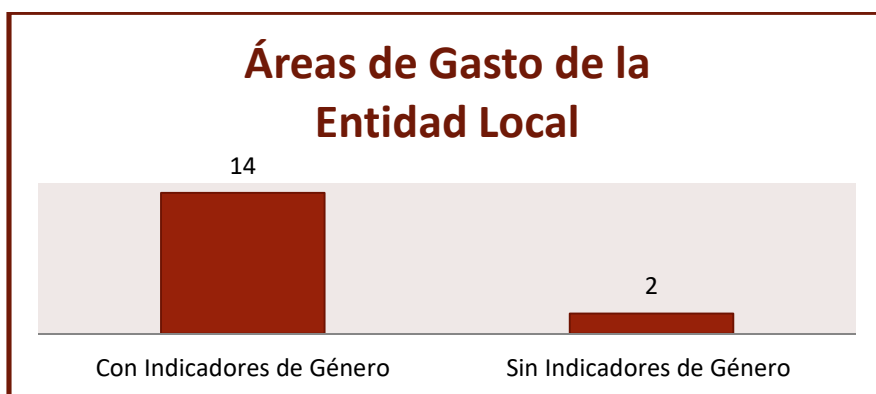 Áreas de Gasto de la
Entidad Local
14
2
Con Indicadores de Género
Sin Indicadores de Género